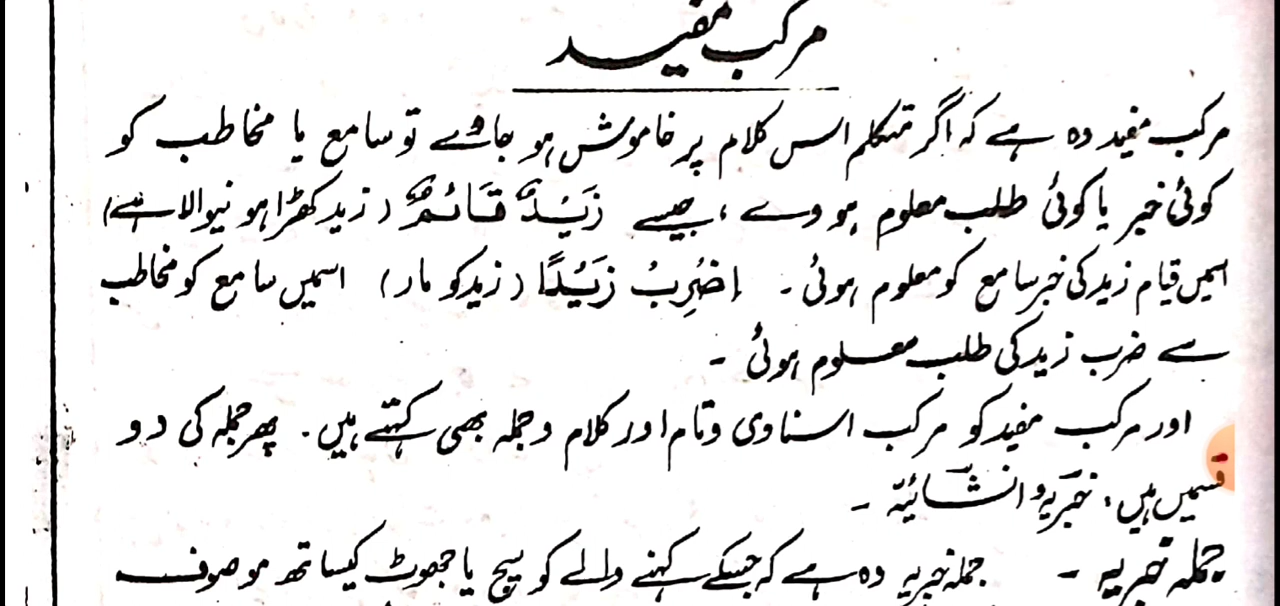 مرکب مفید
مرکب مفید وہ ہے کہ اگر متکلم اس کلام پر خاموش ہو جاوے تو سامع یا مخاطب کو
کوئی خبر یا کوئی طلب معلوم ہووے ، جیسے زَیْدٌ قَائِمٌ (زید کھڑا ہونیوالا ہے)
اسمیں قیام زید کی خبر سامع کو معلوم ہوئی ۔ اِضْرِبْ زَیْدًا (زید کو مار) اسمیں سامع کو مخاطب
سے ضرب زید کی طلب معلوم ہوئی ۔
اور مرکب مفید کو مرکب اسنادی وتام اور کلام وجملہ بھی کہتے ہیں ۔ پھر جملہ کی دو
قسمیں ہیں ، خبریہ و انشائیّہ ۔
جملہ خبریہ ۔ جملہ خبریہ وہ ہے کہ جسکے کہنے والے کو سچ یا جھوٹ کیساتھ موصوف